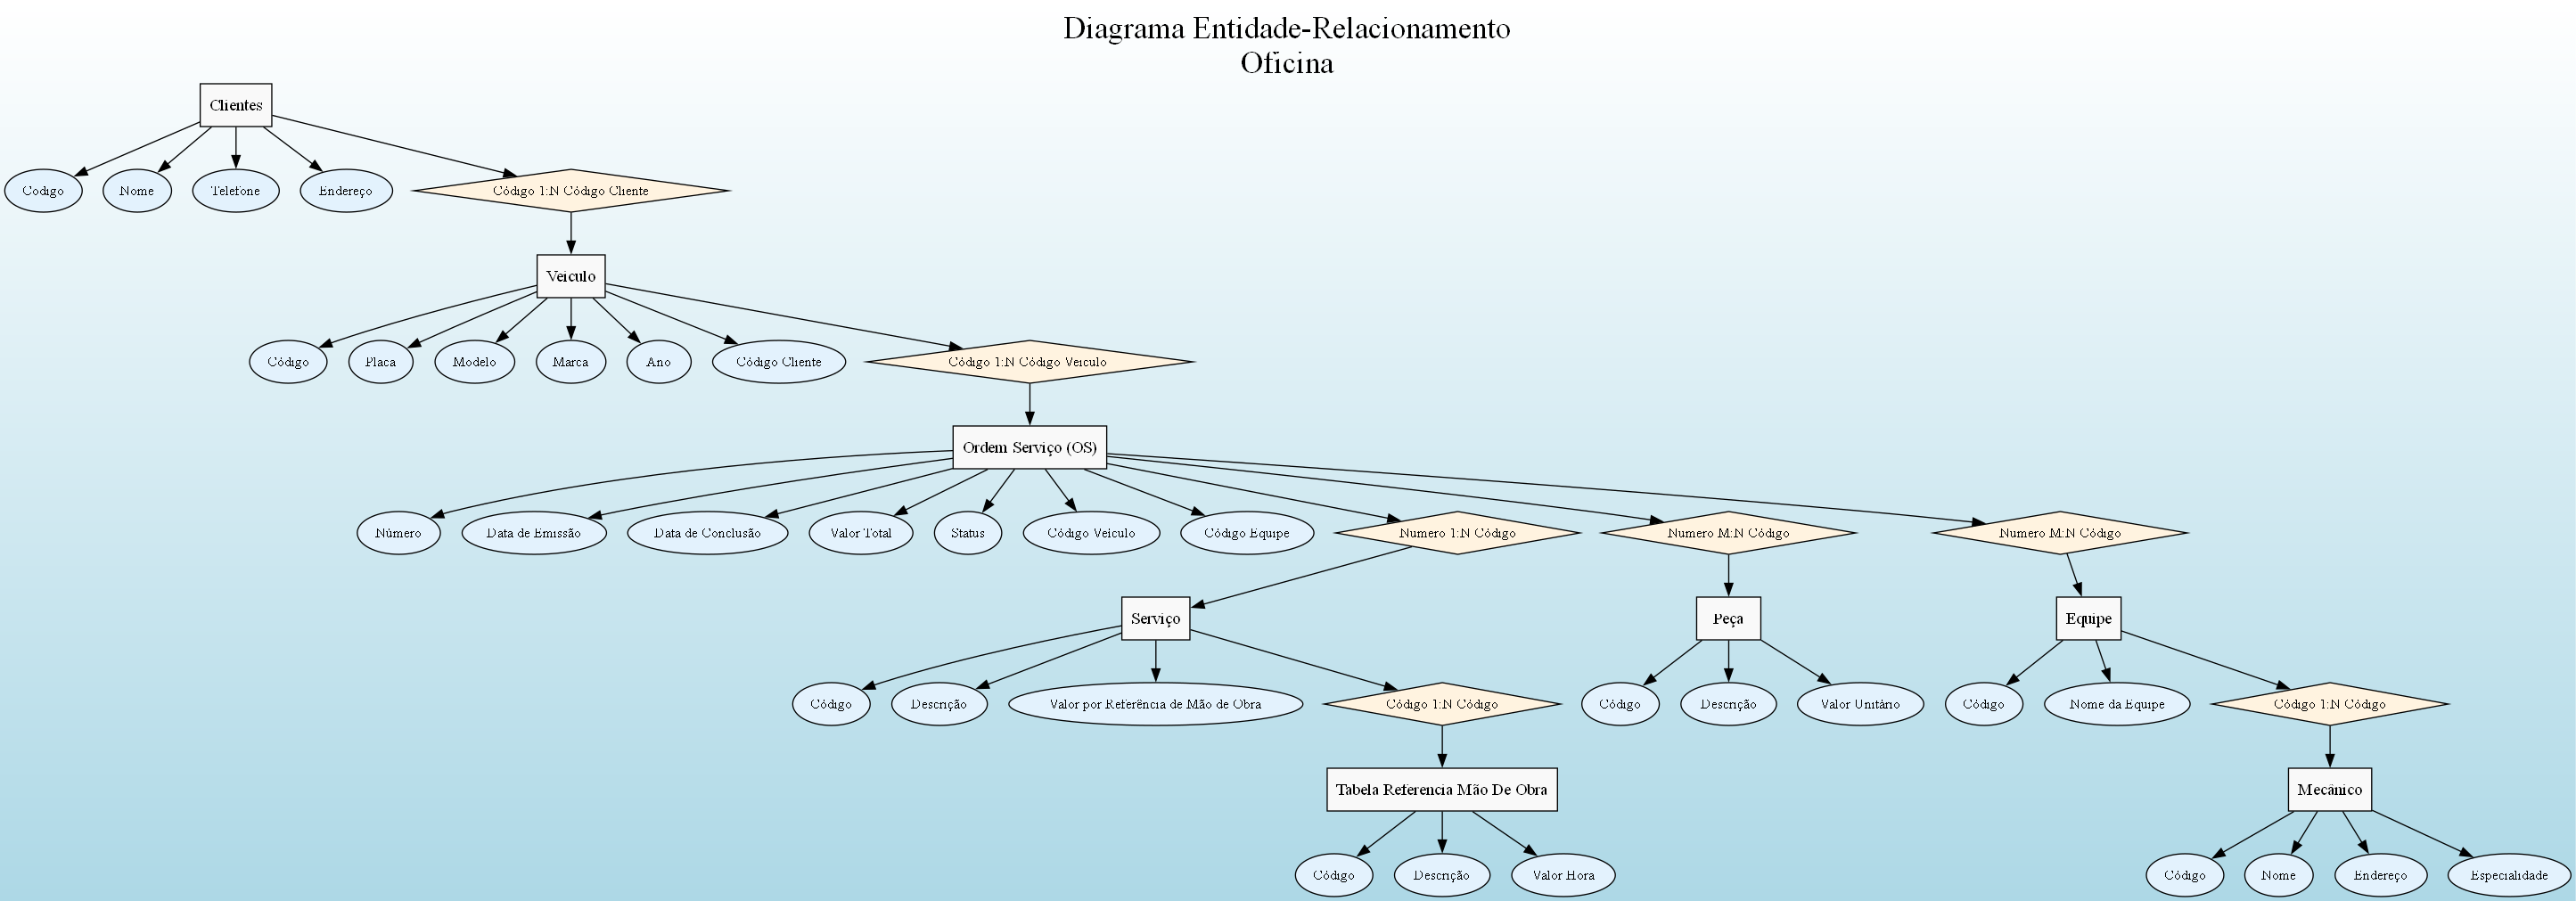 Diagrama Entidade-Relacionamento
Oficina
Clientes
Codigo
Nome
Telefone
Endereço
Código 1:N Código Cliente
Veiculo
Código
Placa
Modelo
Marca
Ano
Código Cliente
Código 1:N Código Veiculo
Ordem Serviço (OS)
Número
Data de Emissão
Data de Conclusão
Valor Total
Status
Código Veículo
Código Equipe
Numero 1:N Código
Numero M:N Código
Numero M:N Código
Serviço
Peça
Equipe
Código
Descrição
Valor por Referência de Mão de Obra
Código 1:N Código
Código
Descrição
Valor Unitário
Código
Nome da Equipe
Código 1:N Código
Tabela Referencia Mão De Obra
Mecânico
Código
Descrição
Valor Hora
Código
Nome
Endereço
Especialidade